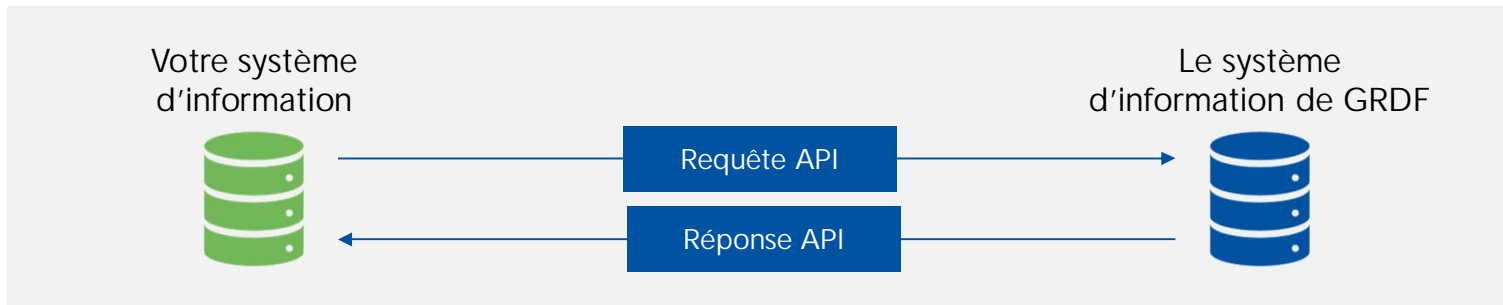 Votre système
d’information
Le système
d’information de GRDF
Requête API
Réponse API